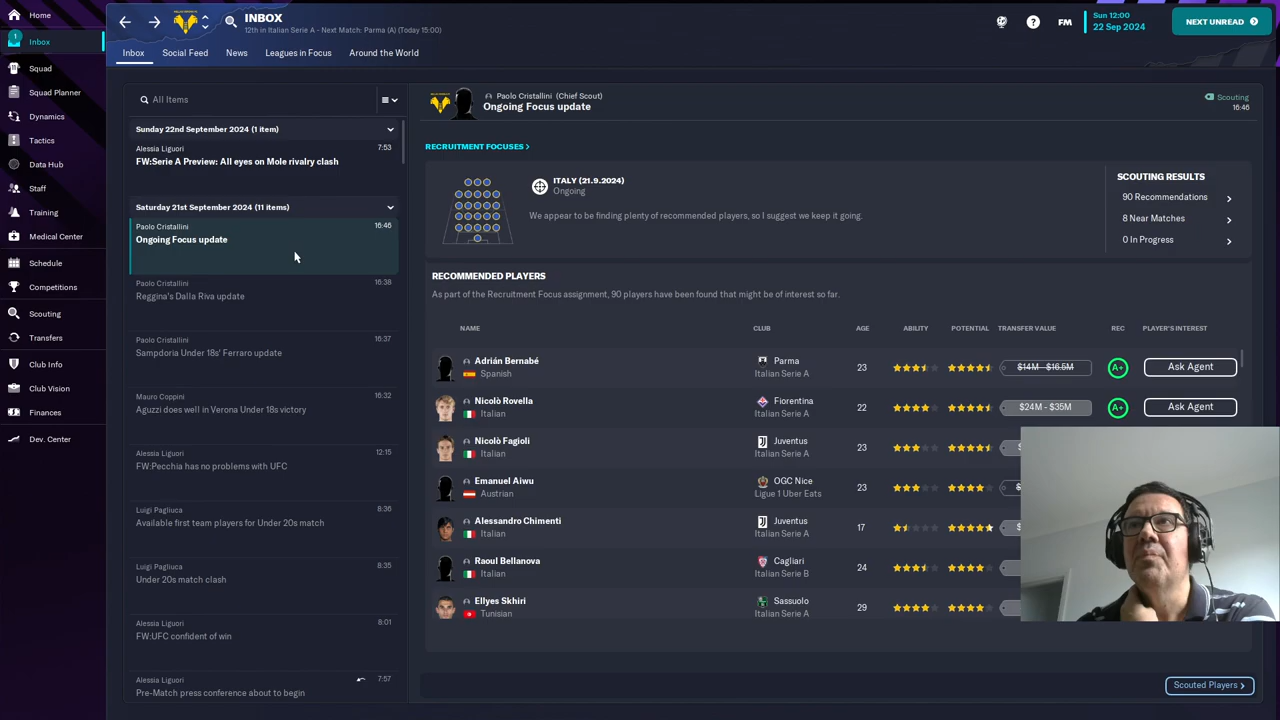 Home
Inbox
1
Squad
Squad Planner
Dynamics
Tactics
Data Hub
Staff
Training
Medical Center
Schedule
Competitions
Scouting
Transfers
Club Info
Club Vision
Finances
Dev. Center
INBOX
12th in Italian Serie A - Next Match: Parma (A) (Today 15:00)
FM
Sun 12:00
22 Sep 2024
NEXT UNREAD
Inbox
Social Feed
News
Leagues in Focus
Around the World
All Items
Sunday 22nd September 2024 (1 item)
Alessia Liguori 7:53
FW:Serie A Preview: All eyes on Mole rivalry clash
Saturday 21st September 2024 (11 items)
Paolo Cristallini 16:46
Ongoing Focus update
Paolo Cristallini 16:38
Reggina's Dalla Riva update
Paolo Cristallini 16:37
Sampdoria Under 18s' Ferraro update
Mauro Coppini 16:32
Aguzzi does well in Verona Under 18s victory
Alessia Liguori 12:15
FW:Pecchia has no problems with UFC
Luigi Pagliuca 8:36
Available first team players for Under 20s match
Luigi Pagliuca 8:35
Under 20s match clash
Alessia Liguori 8:01
FW:UFC confident of win
Alessia Liguori 7:57
Pre-Match press conference about to begin
Paolo Cristallini (Chief Scout)
Ongoing Focus update
Scouting
16:46
RECRUITMENT FOCUSES
ITALY (21.9.2024)
Ongoing
We appear to be finding plenty of recommended players, so I suggest we keep it going.
SCOUTING RESULTS
90 Recommendations
8 Near Matches
0 In Progress
RECOMMENDED PLAYERS
As part of the Recruitment Focus assignment, 90 players have been found that might be of interest so far.
NAME CLUB AGE ABILITY POTENTIAL TRANSFER VALUE REC PLAYER'S INTEREST
Adrián Bernabé Parma 23 $14M - $16.5M A+ Ask Agent
Spanish Italian Serie A
Nicolò Rovella Fiorentina 22 $24M - $35M A+ Ask Agent
Italian Italian Serie A
Nicolò Fagioli Juventus 23
Italian Italian Serie A
Emanuel Aiwu OGC Nice 23
Austrian Ligue 1 Uber Eats
Alessandro Chimenti Juventus 17
Italian Italian Serie A
Raoul Bellanova Cagliari 24
Italian Italian Serie B
Ellyes Skhiri Sassuolo 29
Tunisian Italian Serie A
Scouted Players